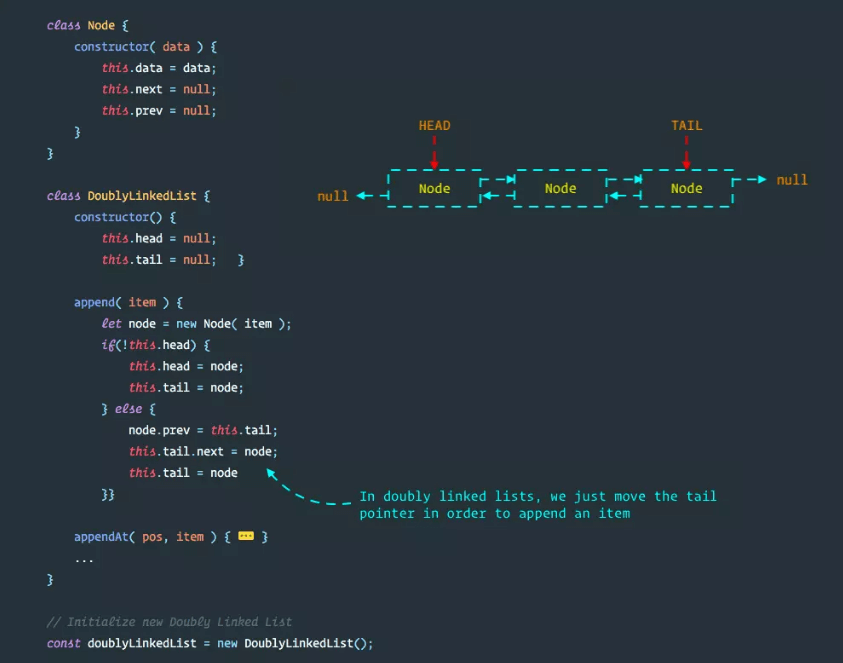 class Node {
constructor( data ) {
this.data = data;
this.next = null;
this.prev = null;
}
}
class DoublyLinkedList {
constructor() {
this.head = null;
this.tail = null;   }
append( item ) {
let node = new Node( item );
if(!this.head) {
this.head = node;
this.tail = node;
} else {
node.prev = this.tail;
this.tail.next = node;
this.tail = node
}}
appendAt( pos, item ) { ... }
...
}
// Initialize new Doubly Linked List
const doublyLinkedList = new DoublyLinkedList();
HEAD
TAIL
null
Node
Node
Node
null
In doubly linked lists, we just move the tail
pointer in order to append an item